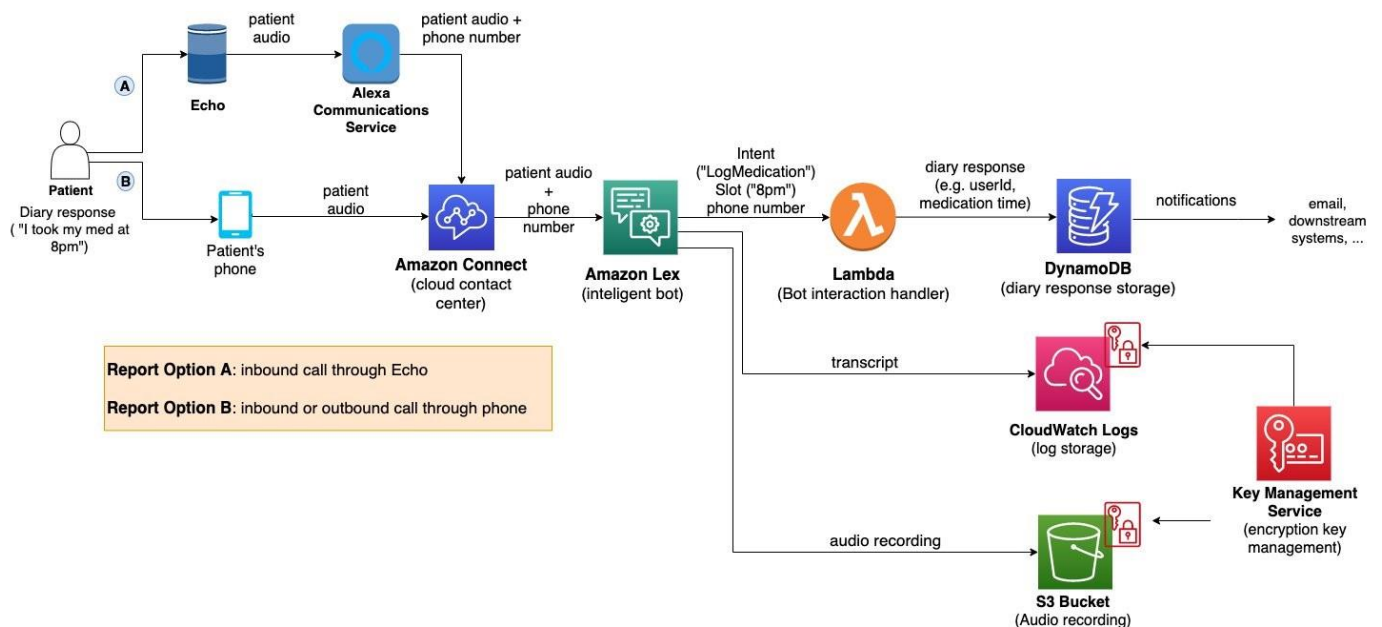 patient
audio
patient audio +
phone number
A
Echo
Alexa
Communications
Service
B
Patient
Diary response
( "I took my med at
8pm")
Patient's
phone
patient
audio
Amazon Connect
(cloud contact
center)
patient audio
+
phone
number
Amazon Lex
(inteligent bot)
Intent
("LogMedication")
Slot ("8pm")
phone number
Lambda
(Bot interaction handler)
diary response
(e.g. userId,
medication time)
DynamoDB
(diary response storage)
notifications
email,
downstream
systems, ...
Report Option A: inbound call through Echo
Report Option B: inbound or outbound call through phone
transcript
CloudWatch Logs
(log storage)
Key Management
Service
(encryption key
management)
audio recording
S3 Bucket
(Audio recording)